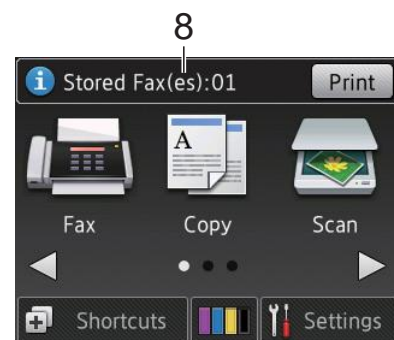 8
i Stored Fax(es):01 Print
A
Fax Copy Scan
Shortcuts Settings